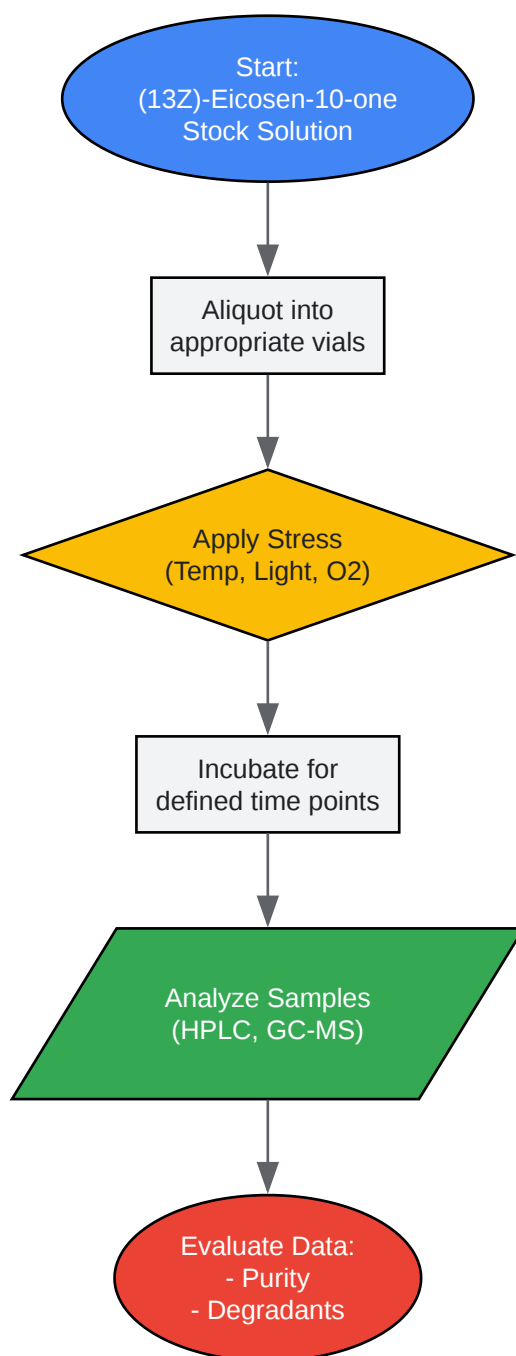 Start:
(13Z)-Eicosen-10-one
Stock Solution
Aliquot into
appropriate vials
Apply Stress
(Temp, Light, O2)
Incubate for
defined time points
Analyze Samples
(HPLC, GC-MS)
Evaluate Data:
- Purity
- Degradants